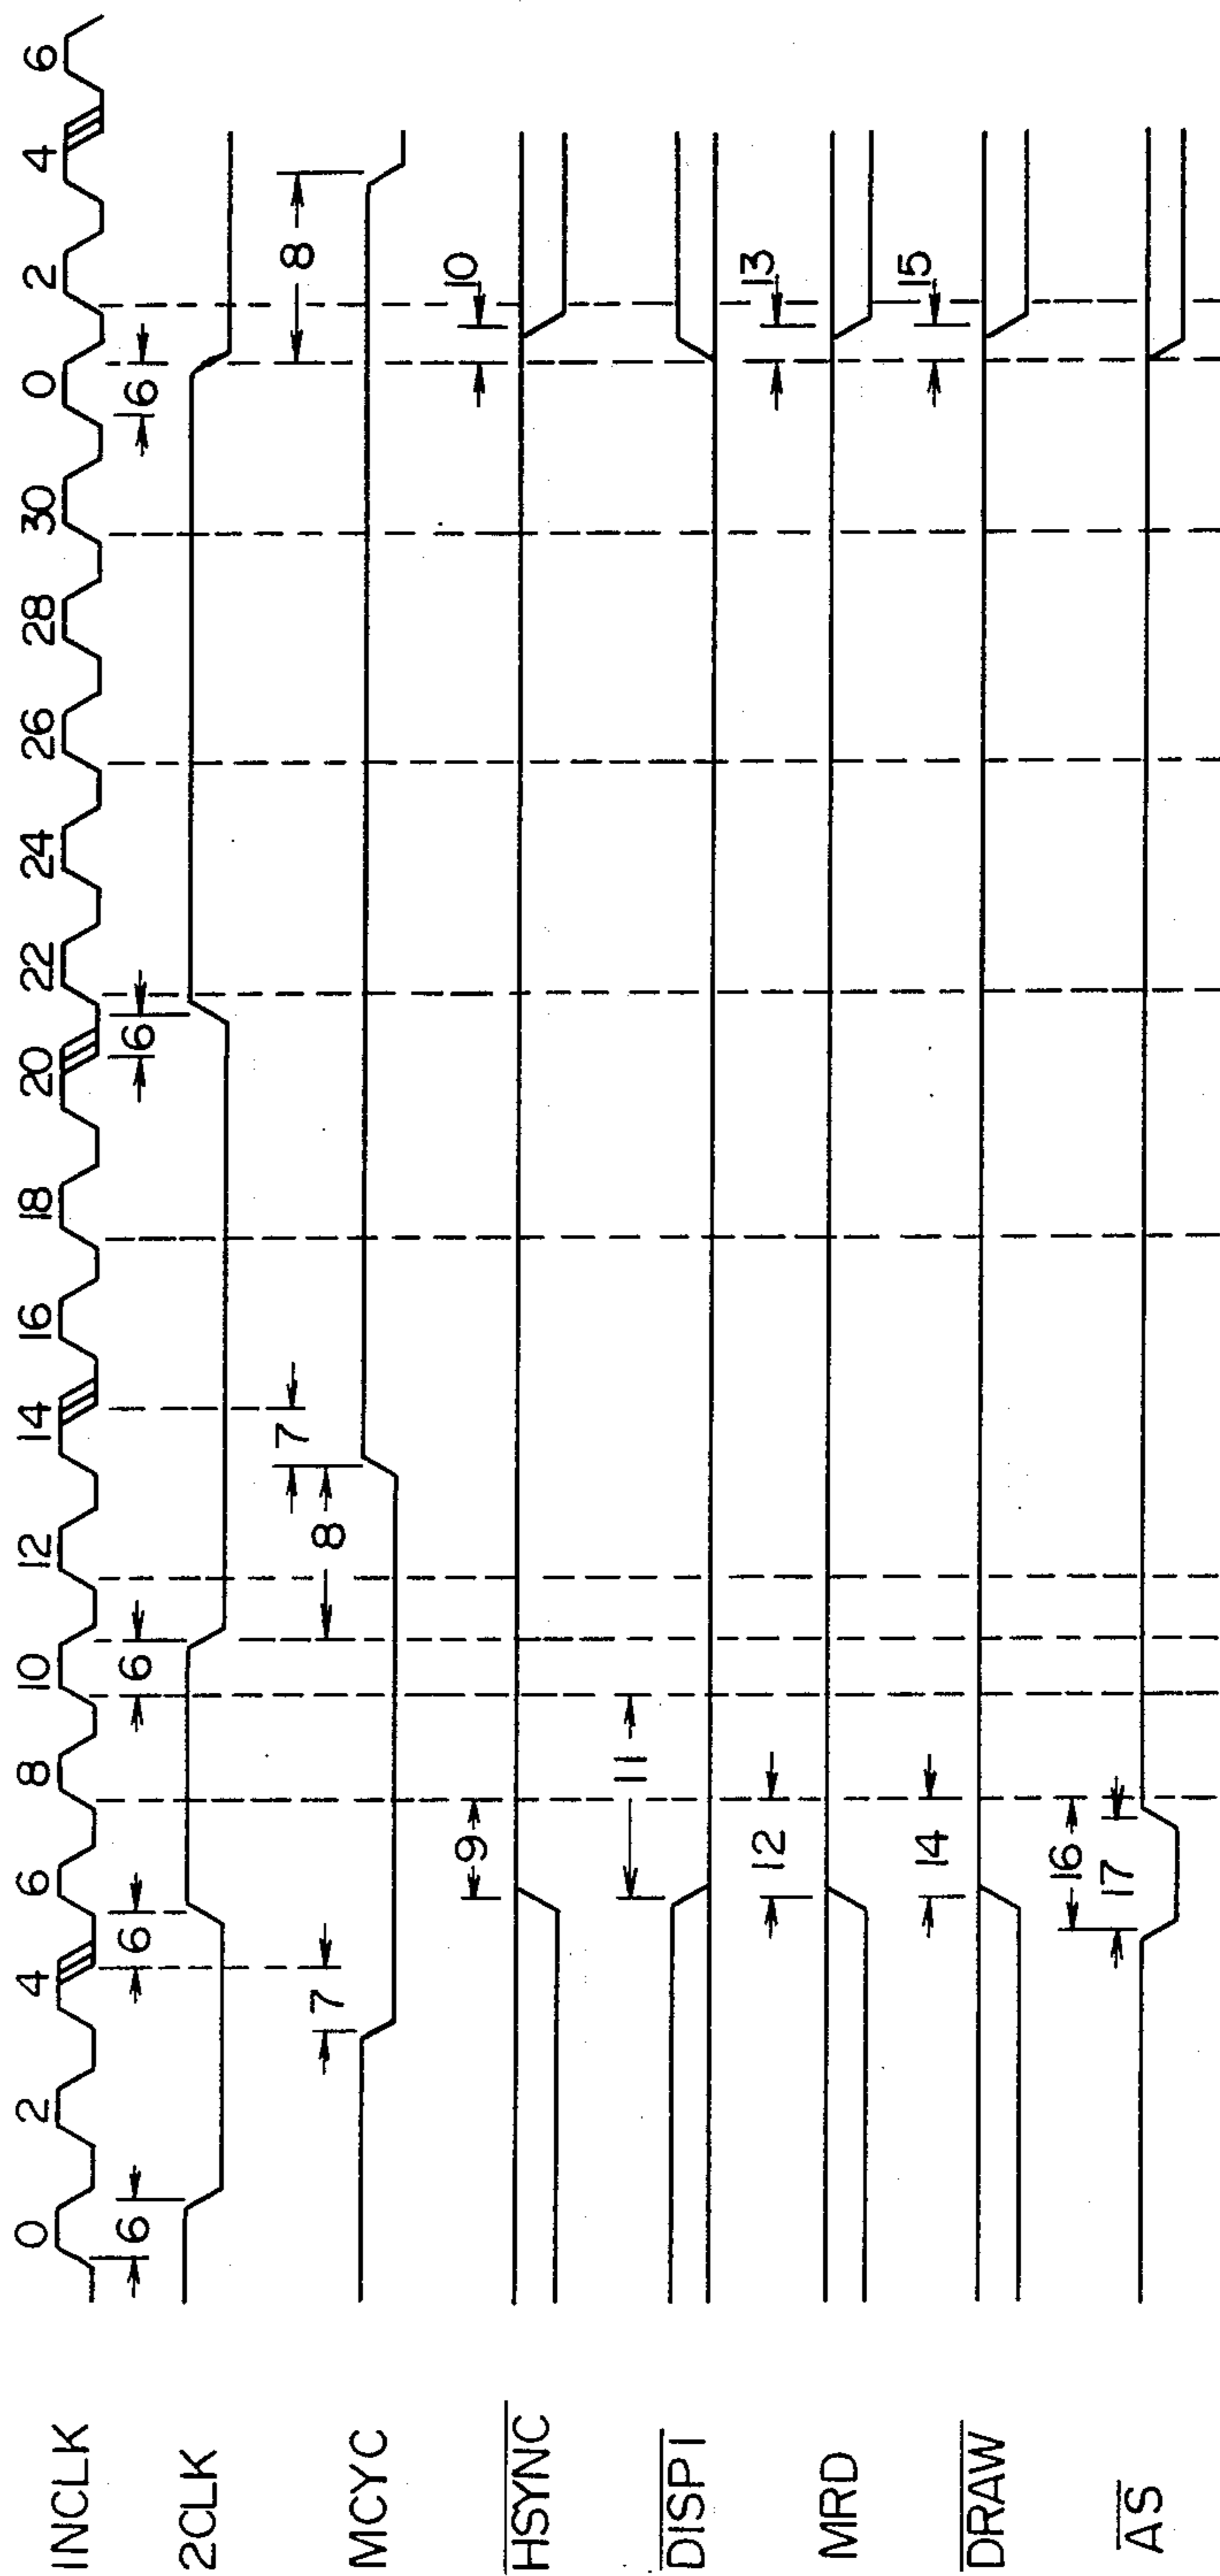 INCLK 0 2 4 6 8 10 12 14 16 18 20 22 24 26 28 30 0 2 4 6
2CLK 6 6 6 6 6
MCYC 7 8 7 8
HSYNC 9 10
DISP1 11
MRD 12 13
DRAW 14 15
AS 16 17